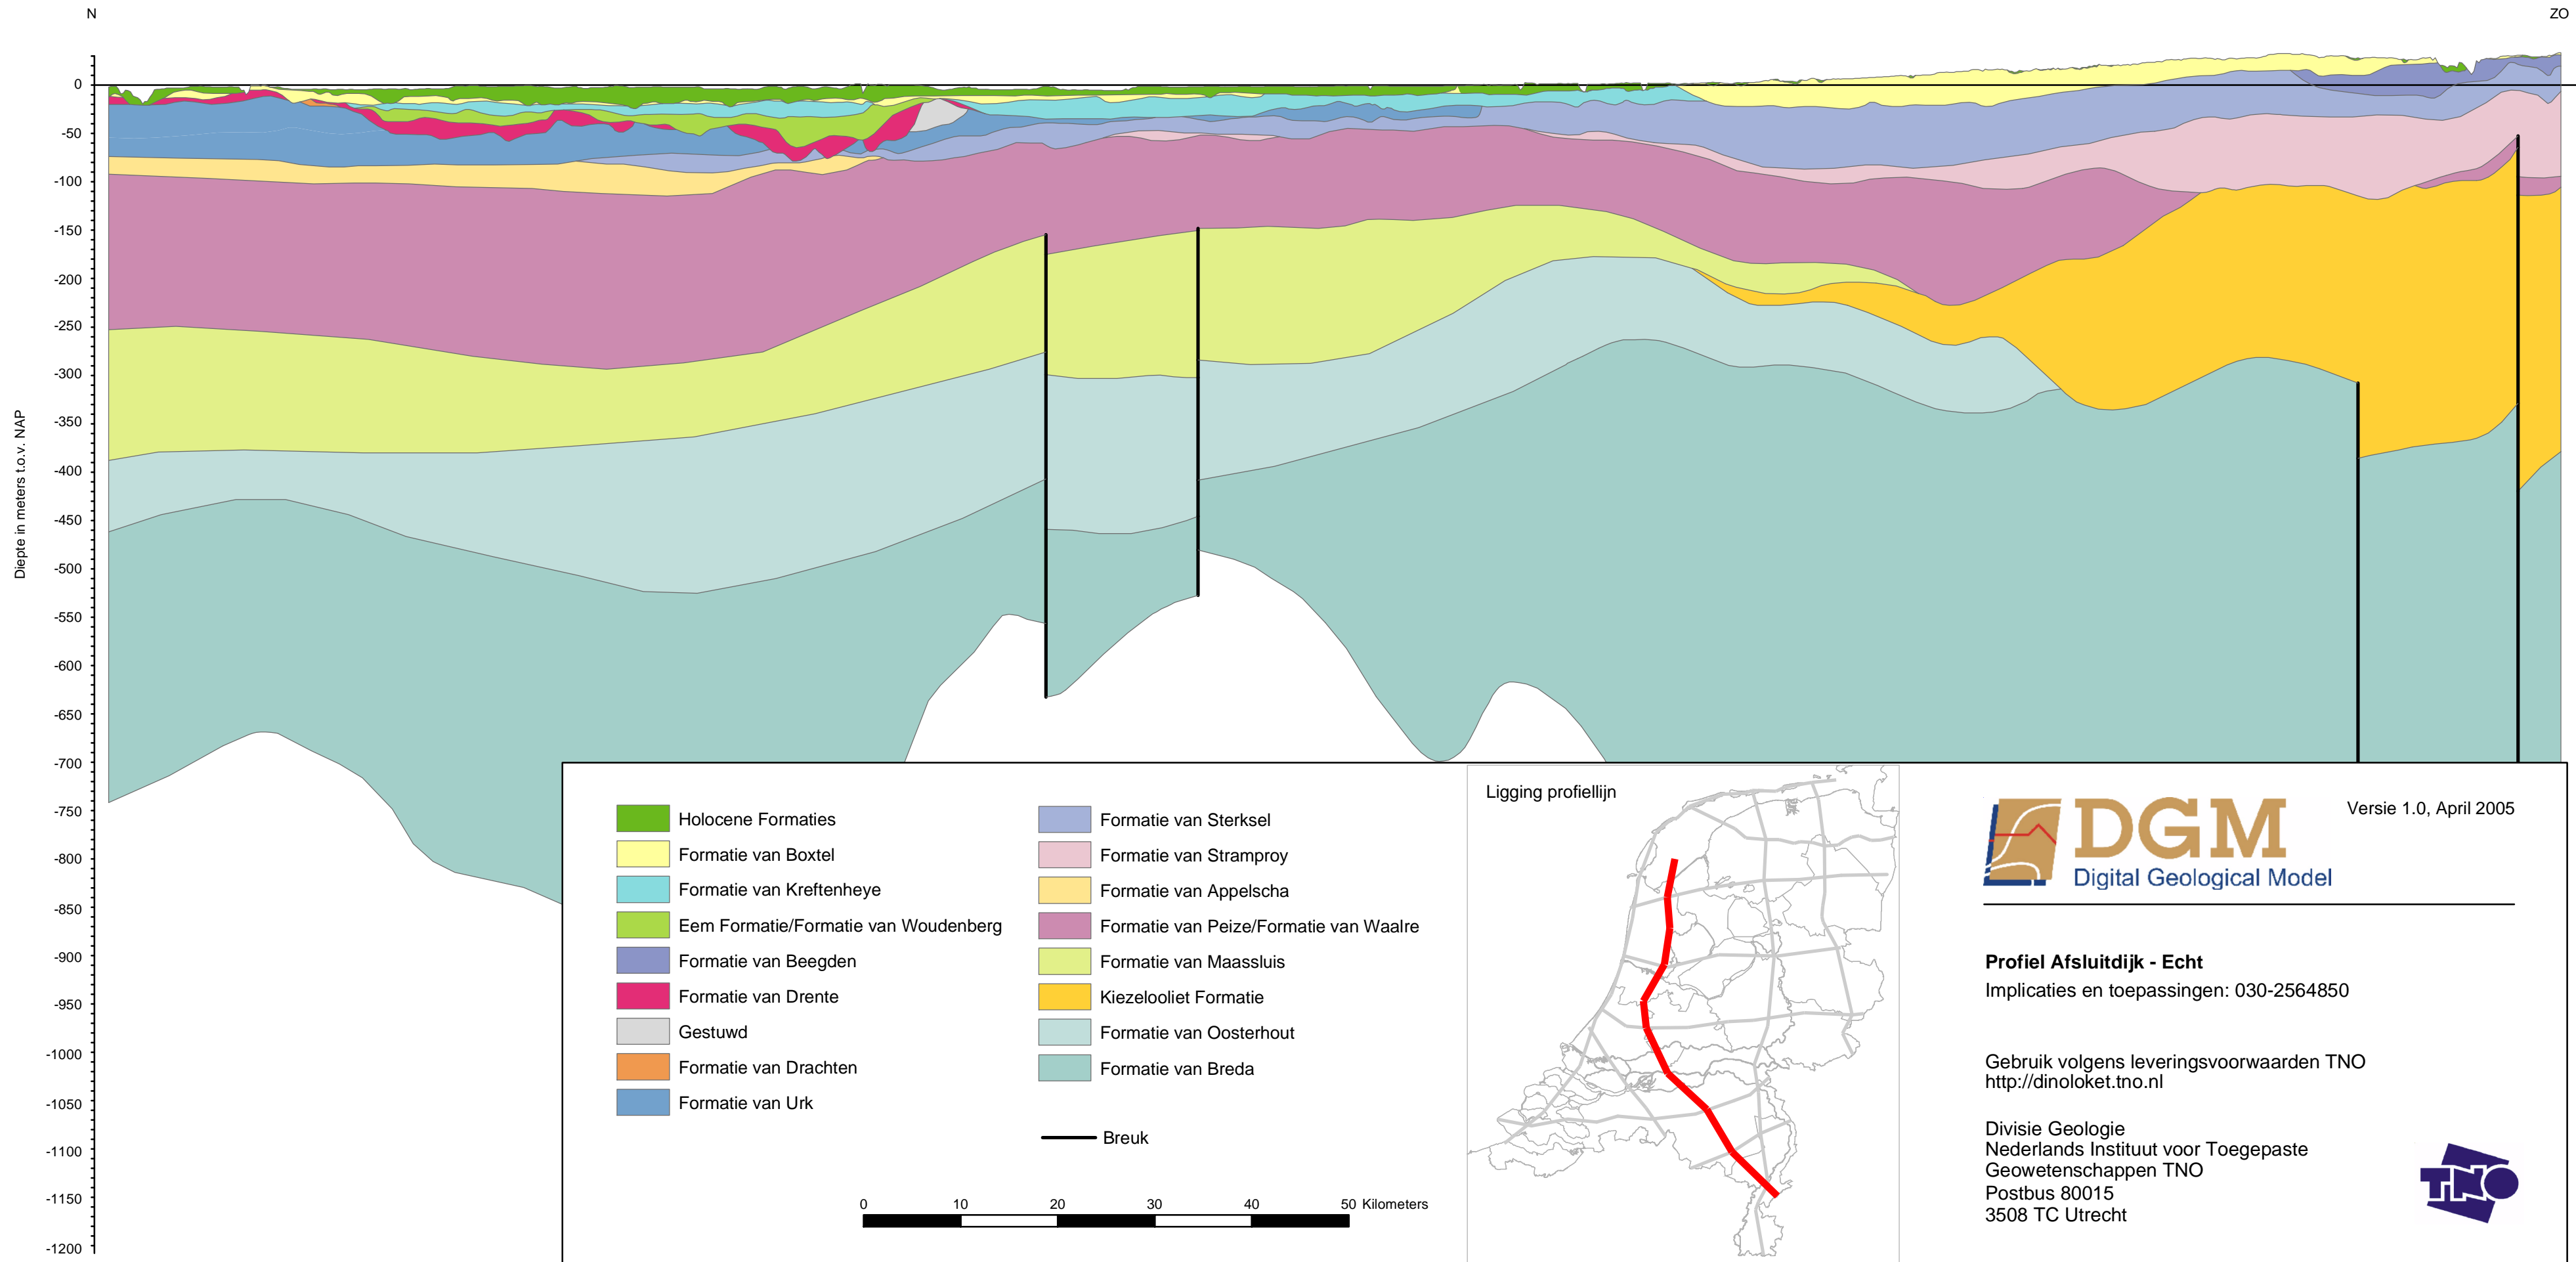 N
ZO
Diepte in meters t.o.v. NAP
0
-50
-100
-150
-200
-250
-300
-350
-400
-450
-500
-550
-600
-650
-700
-750
-800
-850
-900
-950
-1000
-1050
-1100
-1150
-1200
Holocene Formaties
Formatie van Boxtel
Formatie van Kreftenheye
Eem Formatie/Formatie van Woudenberg
Formatie van Beegden
Formatie van Drente
Gestuwd
Formatie van Drachten
Formatie van Urk
Formatie van Sterksel
Formatie van Stramproy
Formatie van Appelscha
Formatie van Peize/Formatie van Waalre
Formatie van Maassluis
Kiezelooliet Formatie
Formatie van Oosterhout
Formatie van Breda
Breuk
0 10 20 30 40 50 Kilometers
Ligging profiellijn
DGM
Digital Geological Model
Versie 1.0, April 2005
Profiel Afsluitdijk - Echt
Implicaties en toepassingen: 030-2564850
Gebruik volgens leveringsvoorwaarden TNO
http://dinoloket.tno.nl
Divisie Geologie
Nederlands Instituut voor Toegepaste
Geowetenschappen TNO
Postbus 80015
3508 TC Utrecht
TNO